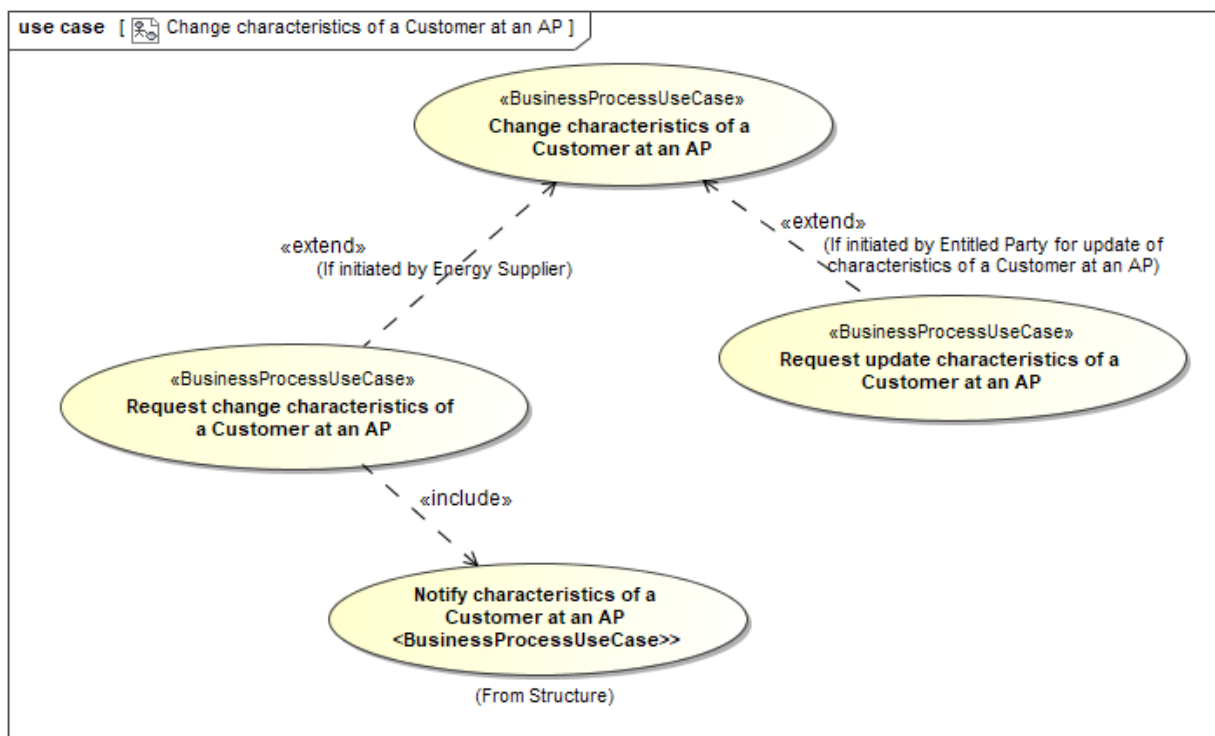 use case [ Change characteristics of a Customer at an AP ]
«BusinessProcessUseCase»
Change characteristics of a
Customer at an AP
«extend»
(If initiated by Energy Supplier)
«extend»
(If initiated by Entitled Party for update of
characteristics of a Customer at an AP)
«BusinessProcessUseCase»
Request update characteristics of a
Customer at an AP
«BusinessProcessUseCase»
Request change characteristics of
a Customer at an AP
«include»
Notify characteristics of a
Customer at an AP
<BusinessProcessUseCase>>
(From Structure)